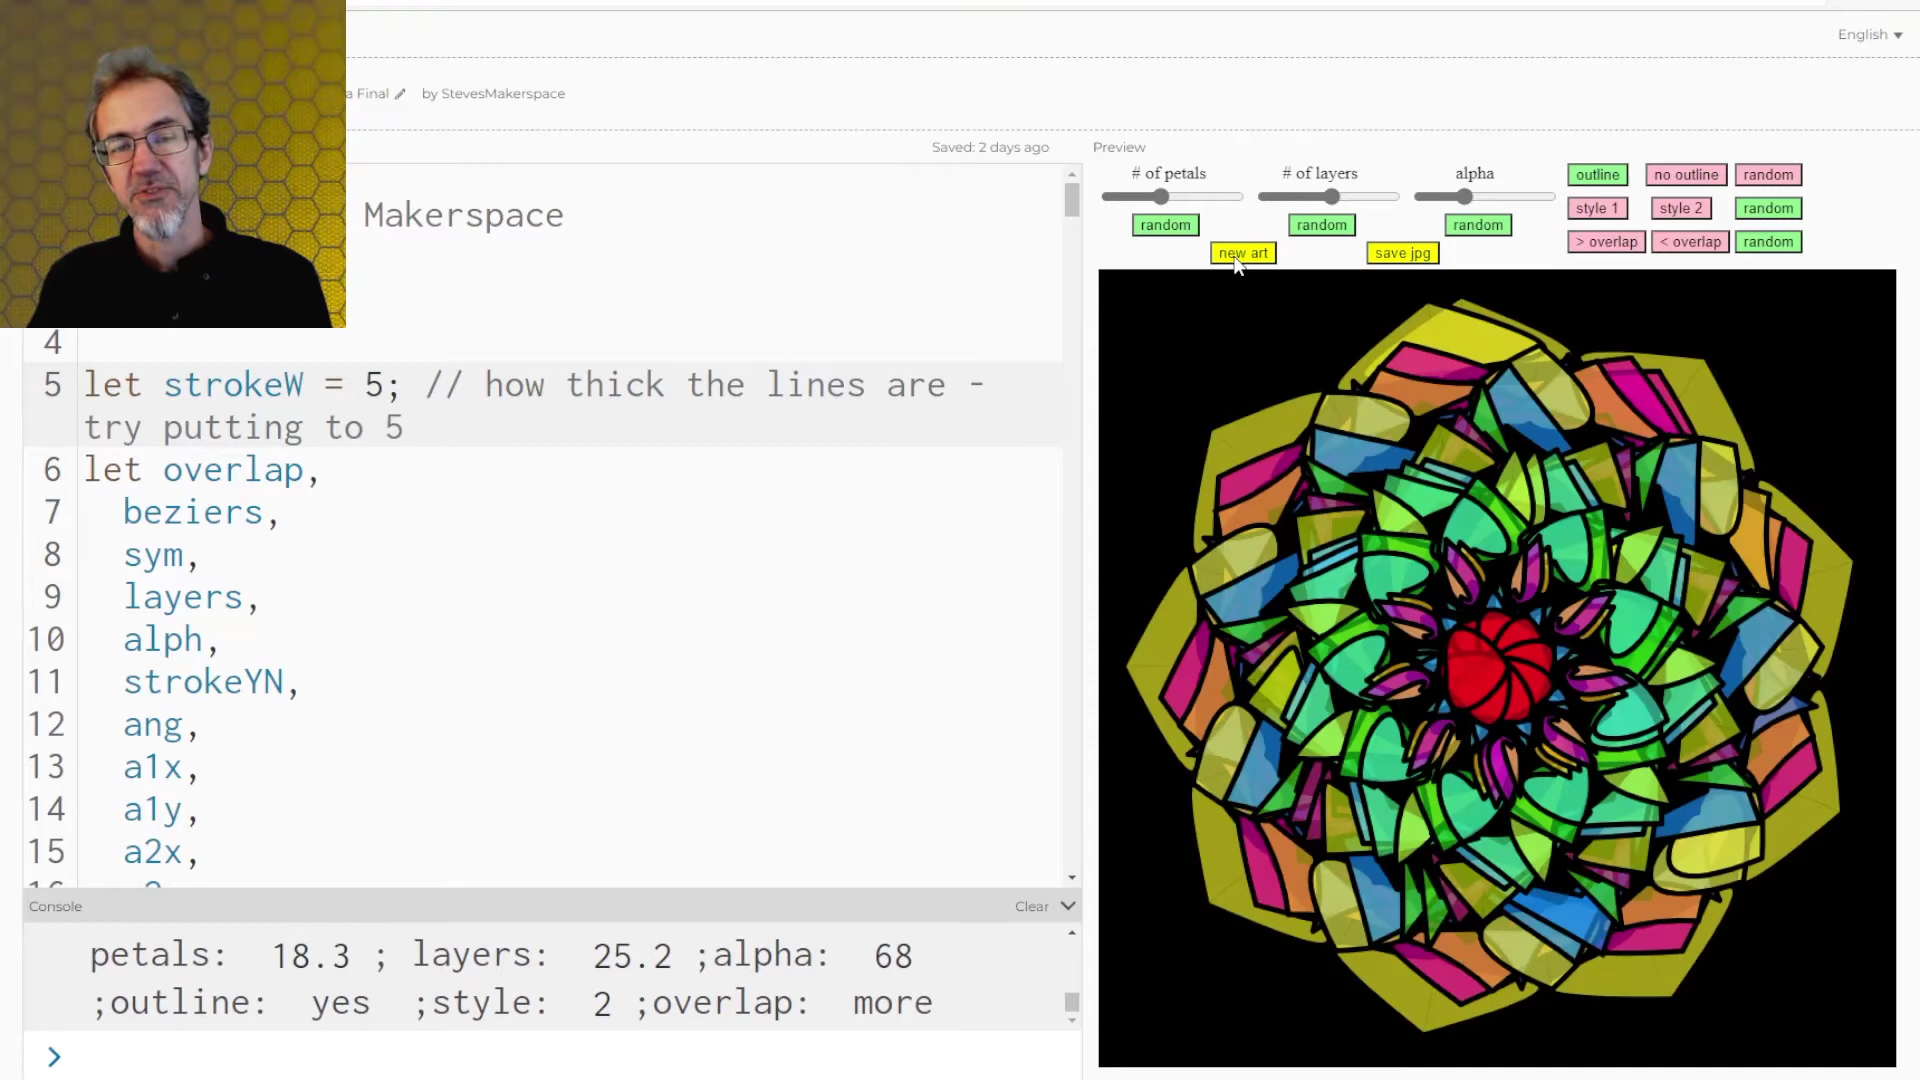 English ▼
a Final by StevesMakerspace
Saved: 2 days ago
Preview
Makerspace
4
5 let strokeW = 5; // how thick the lines are -
try putting to 5
6 let overlap,
7 beziers,
8 sym,
9 layers,
10 alph,
11 strokeYN,
12 ang,
13 a1x,
14 a1y,
15 a2x,
Console
Clear
petals: 18.3 ; layers: 25.2 ;alpha: 68
;outline: yes ;style: 2 ;overlap: more
>
# of petals # of layers alpha
random random random
new art save jpg
outline no outline random
style 1 style 2 random
> overlap < overlap random